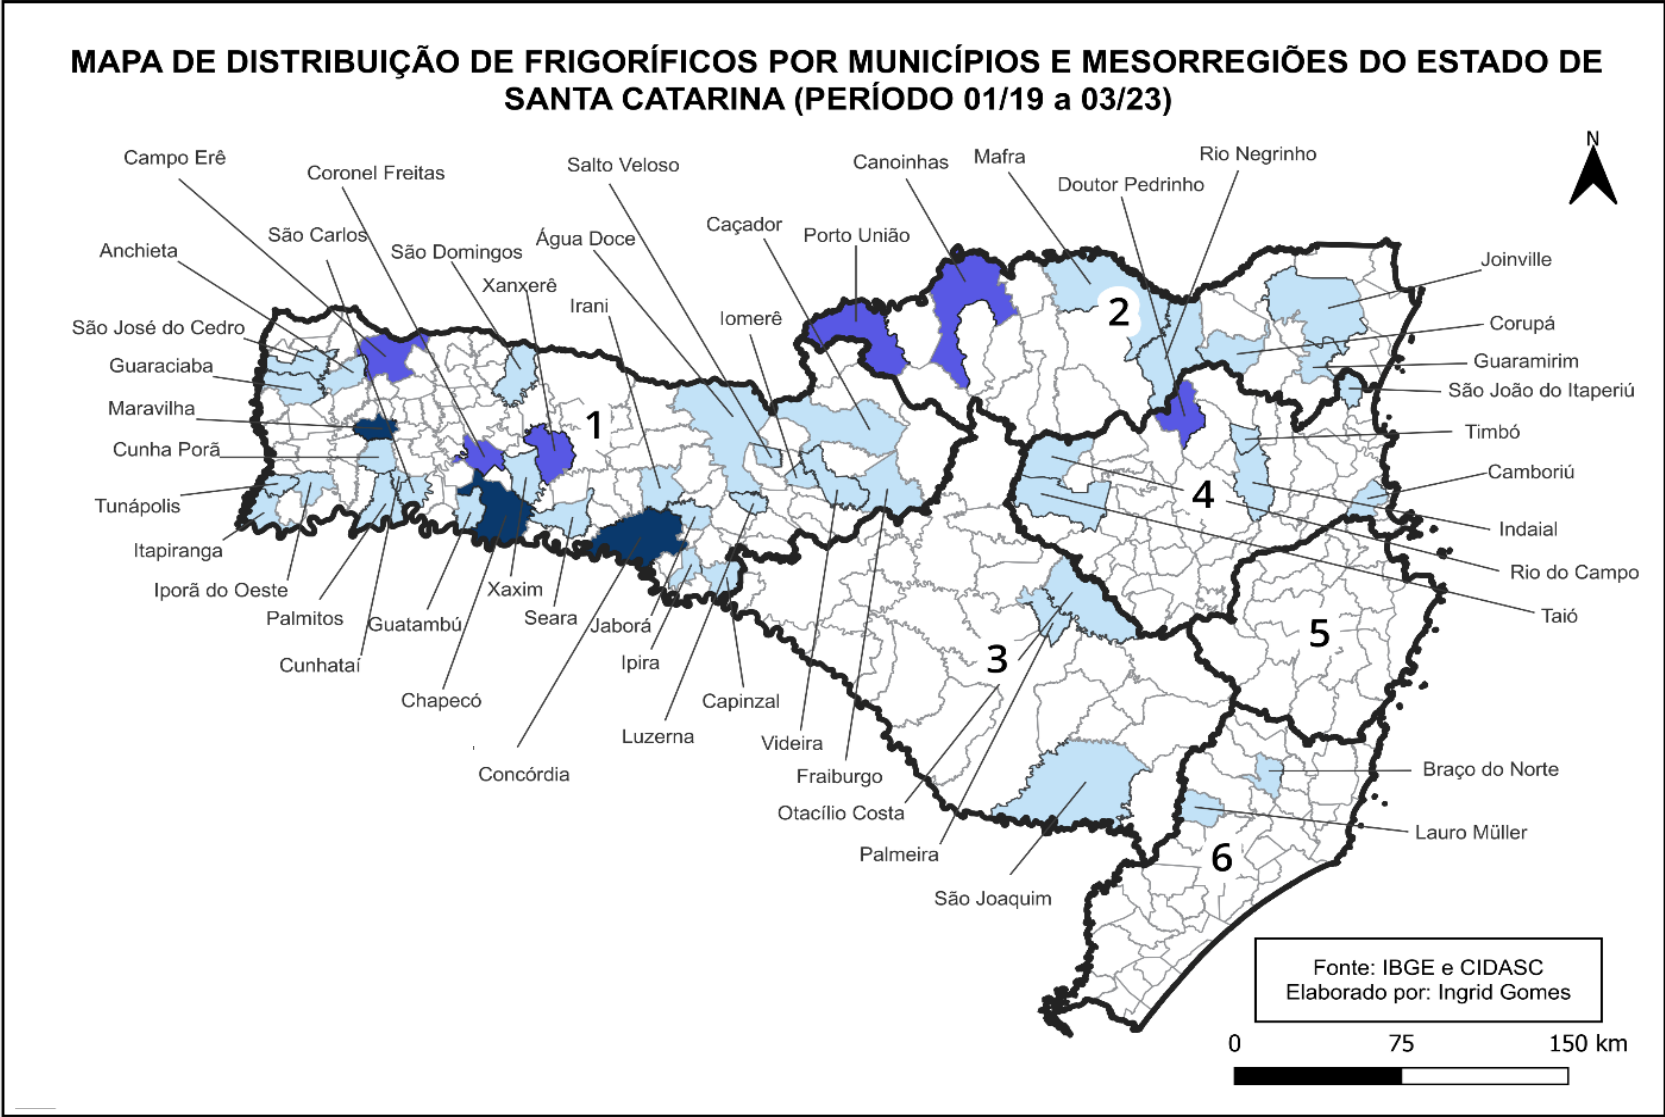 MAPA DE DISTRIBUIÇÃO DE FRIGORÍFICOS POR MUNICÍPIOS E MESORREGIÕES DO ESTADO DE
SANTA CATARINA (PERÍODO 01/19 a 03/23)
N
Campo Erê
Coronel Freitas
Salto Veloso
Canoinhas
Mafra
Rio Negrinho
Doutor Pedrinho
Anchieta
São Carlos
São Domingos
Água Doce
Caçador
Porto União
Joinville
Xanxerê
Irani
Iomerê
São José do Cedro
Corupá
Guaraciaba
Guaramirim
São João do Itaperiú
Maravilha
Timbó
Cunha Porã
Camboriú
Tunápolis
Indaial
Itapiranga
Rio do Campo
Iporã do Oeste
Xaxim
Taió
Palmitos
Guatambú
Seara
Jaborá
Cunhataí
Ipira
Chapecó
Capinzal
Luzerna
Videira
Concórdia
Fraiburgo
Braço do Norte
Otacílio Costa
Lauro Müller
Palmeira
São Joaquim
1
2
3
4
5
6
Fonte: IBGE e CIDASC
Elaborado por: Ingrid Gomes
0 75 150 km